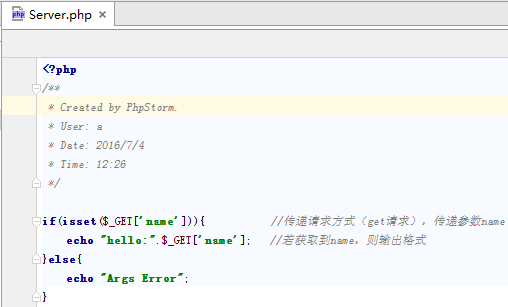 Server.php
<?php
/**
 * Created by PhpStorm.
 * User: a
 * Date: 2016/7/4
 * Time: 12:26
 */
if(isset($_GET['name'])){ //传递请求方式（get请求），传递参数name
echo "hello:".$_GET['name']; //若获取到name，则输出格式
}else{
echo "Args Error";
}